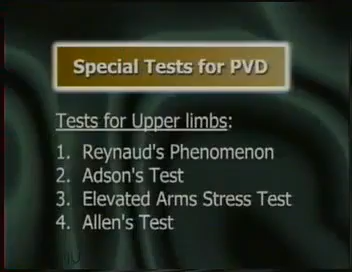 Special Tests for PVD
Tests for Upper limbs:
1. Reynaud's Phenomenon
2. Adson's Test
3. Elevated Arms Stress Test
4. Allen's Test